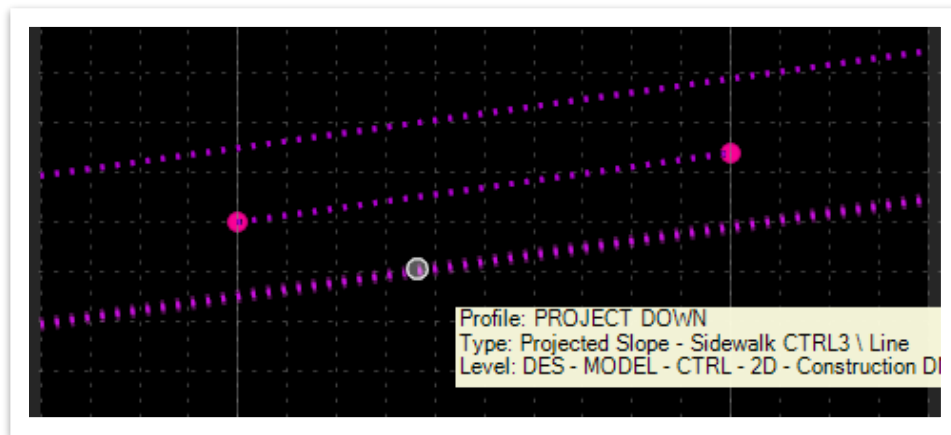 Profile: PROJECT DOWN
Type: Projected Slope - Sidewalk CTRL3 \ Line
Level: DES - MODEL - CTRL - 2D - Construction